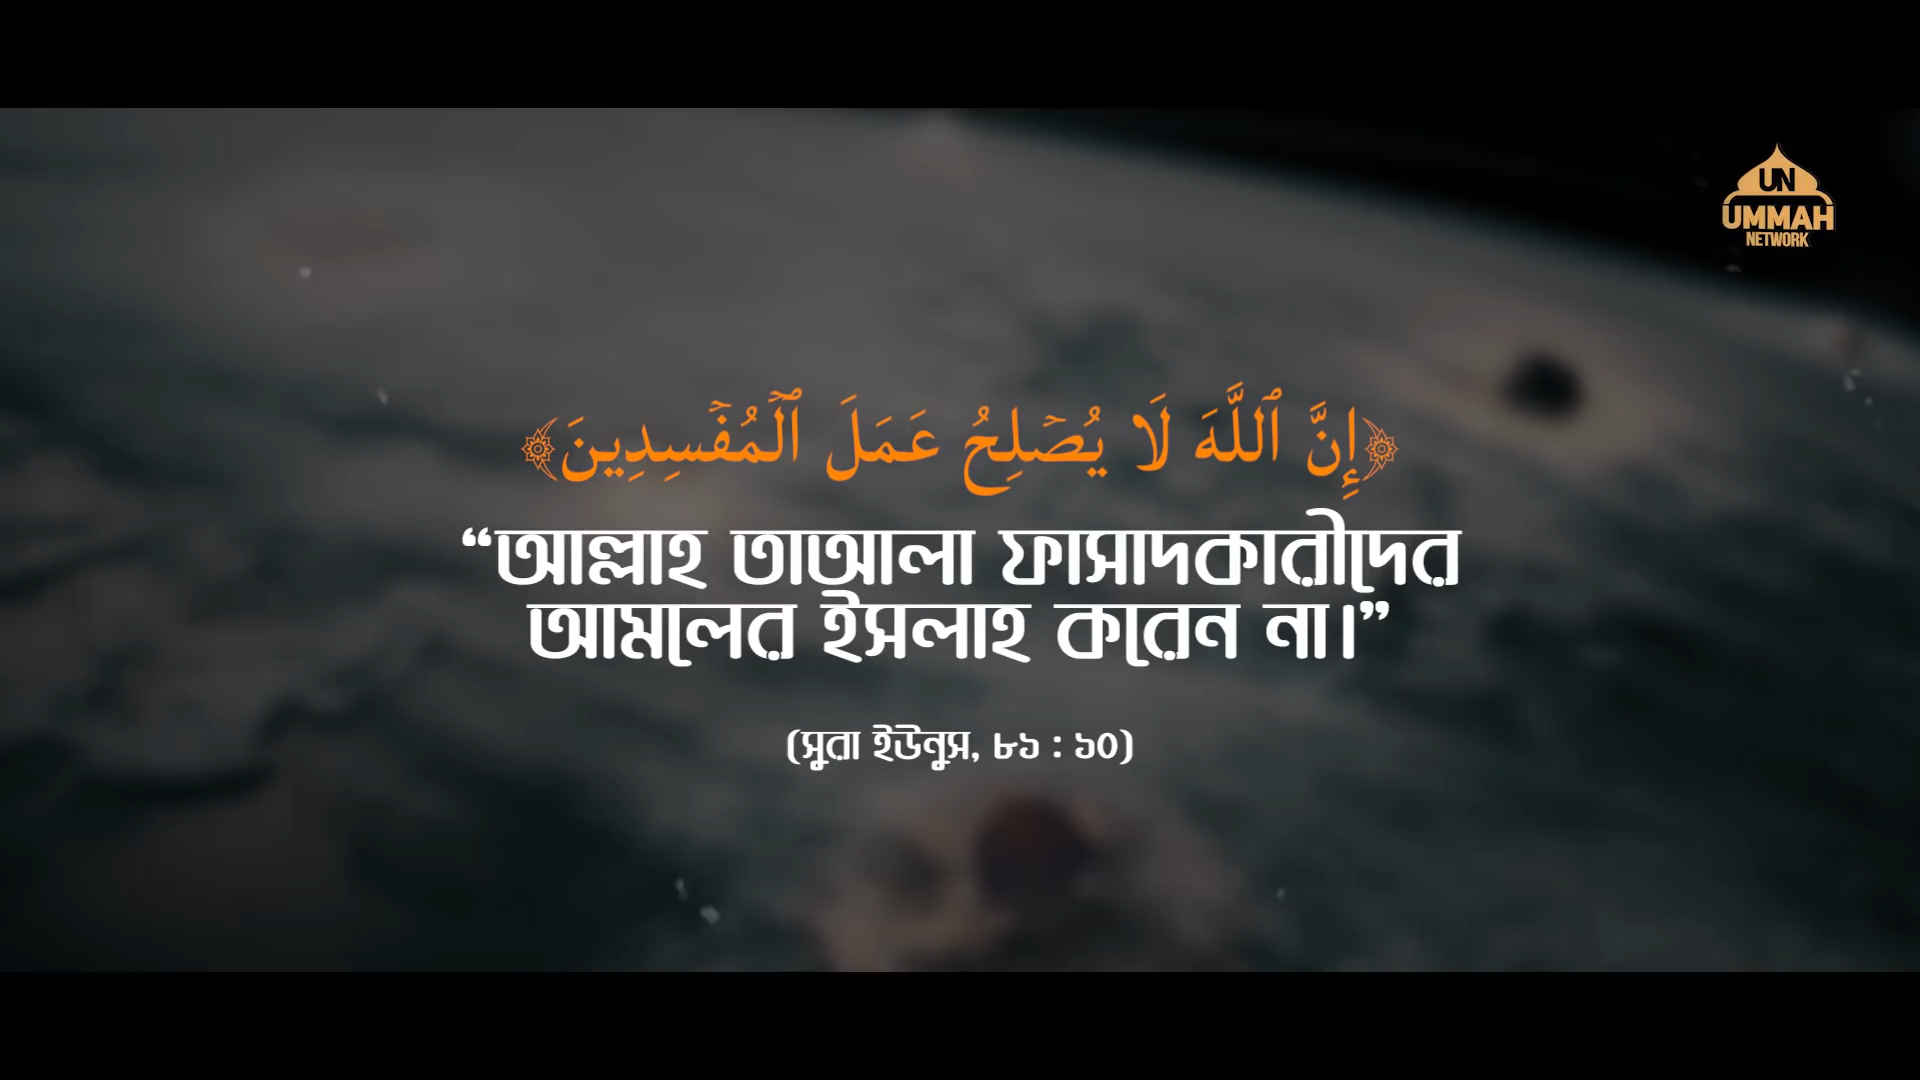 UN
UMMAH
NETWORK
﴿إِنَّ ٱللَّهَ لَا يُصۡلِحُ عَمَلَ ٱلۡمُفۡسِدِينَ﴾
“আল্লাহ তাআলা ফাসাদকারীদের
আমলের ইসলাহ করেন না।”
(সুরা ইউনুস, ৮১ : ১০)